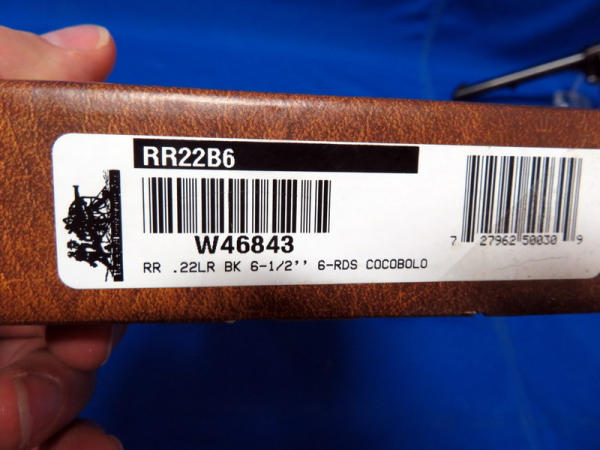 RR22B6
W46843
RR .22LR BK 6-1/2'' 6-RDS COCOBOLO
7 27962 50030 9